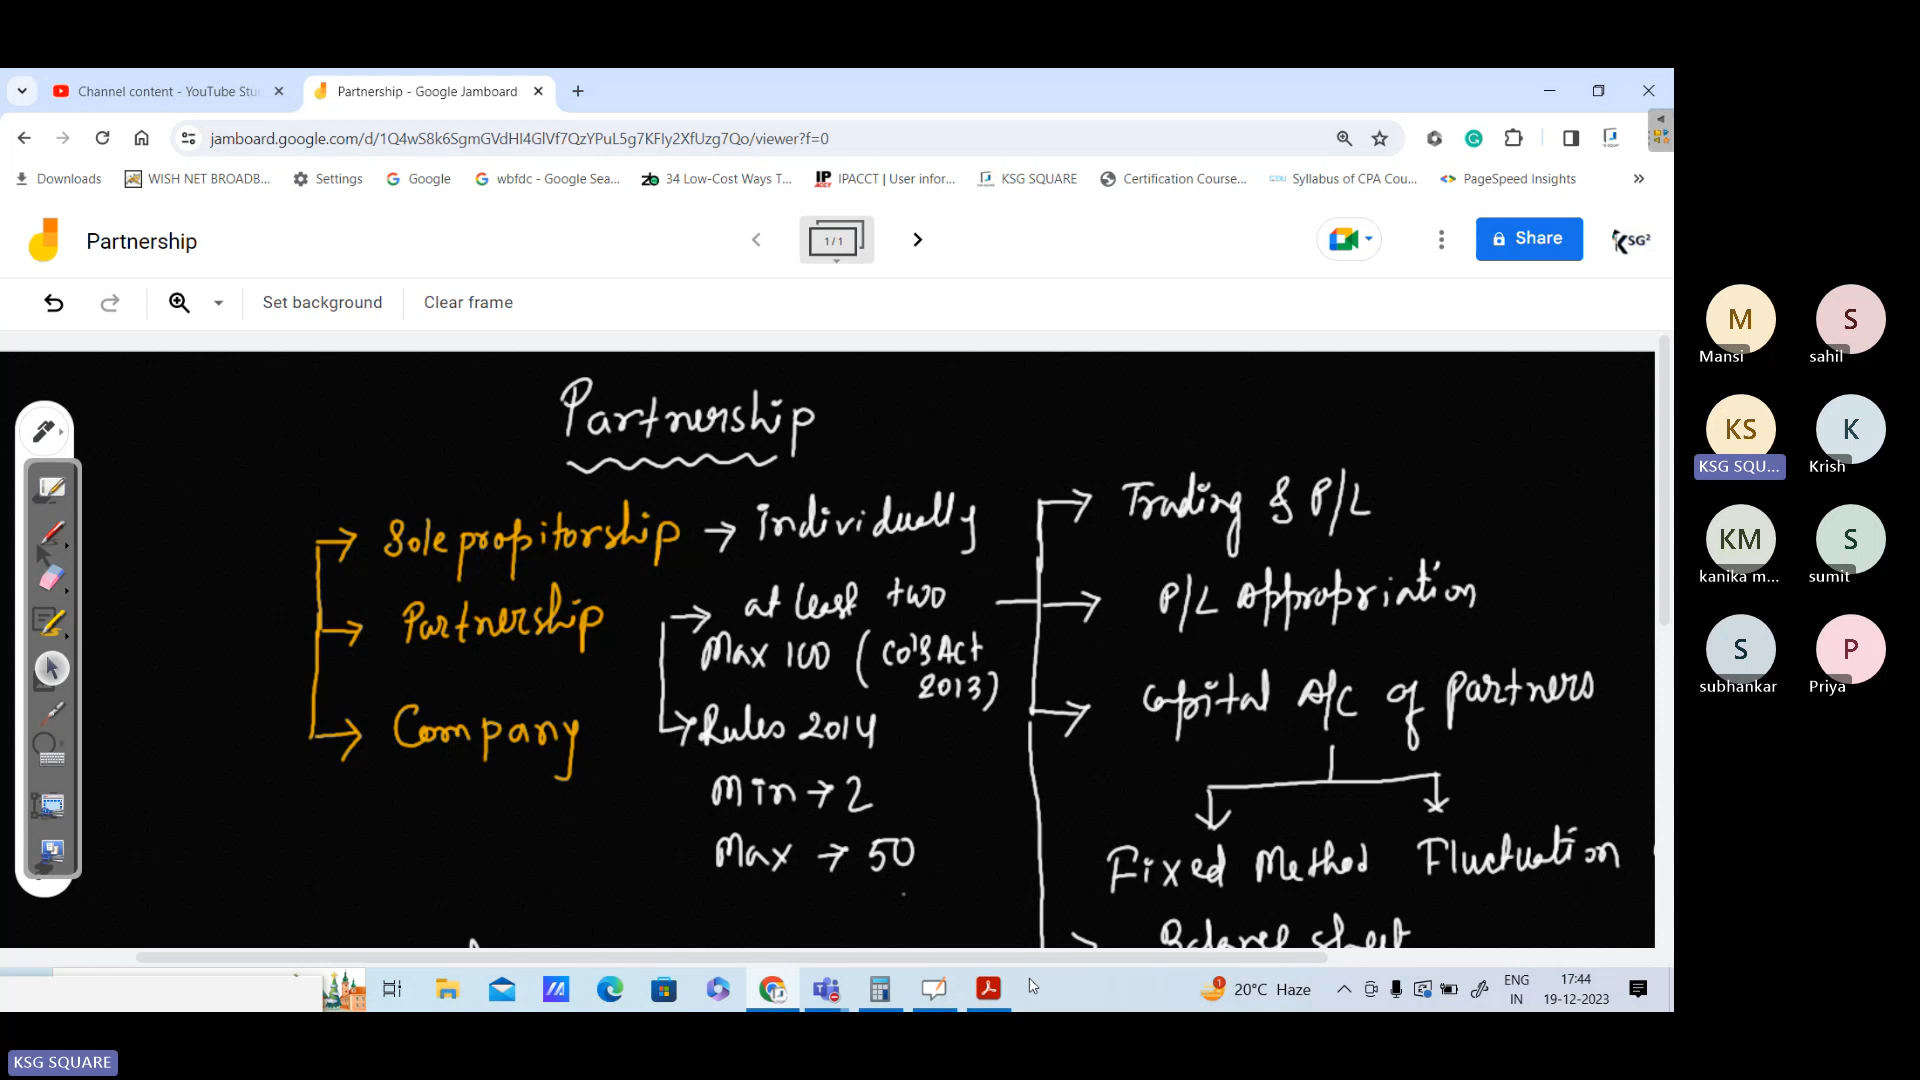 Channel content - YouTube Stu
Partnership - Google Jamboard
jamboard.google.com/d/1Q4wS8k6SgmGVdHI4GlVf7QzYPuL5g7KFIy2XfUzg7Qo/viewer?f=0
Downloads
WISH NET BROADB...
Settings
Google
wbfdc - Google Sea...
34 Low-Cost Ways T...
IPACCT | User infor...
KSG SQUARE
Certification Course...
Syllabus of CPA Cou...
PageSpeed Insights
Partnership
1 / 1
Share
KSG²
Set background
Clear frame
Partnership
Sole propitorship → individually
Partnership
Company
at least two
Max 100 (Co's Act
2013)
Rules 2014
Min → 2
Max → 50
Trading & P/L
P/L Appropriation
Capital A/C of Partners
Fixed Method
Fluctuation
Balance sheet
M
Mansi
S
sahil
KS
KSG SQU...
K
Krish
KM
kanika m...
S
sumit
S
subhankar
P
Priya
1
20°C Haze
ENG
IN
17:44
19-12-2023
KSG SQUARE